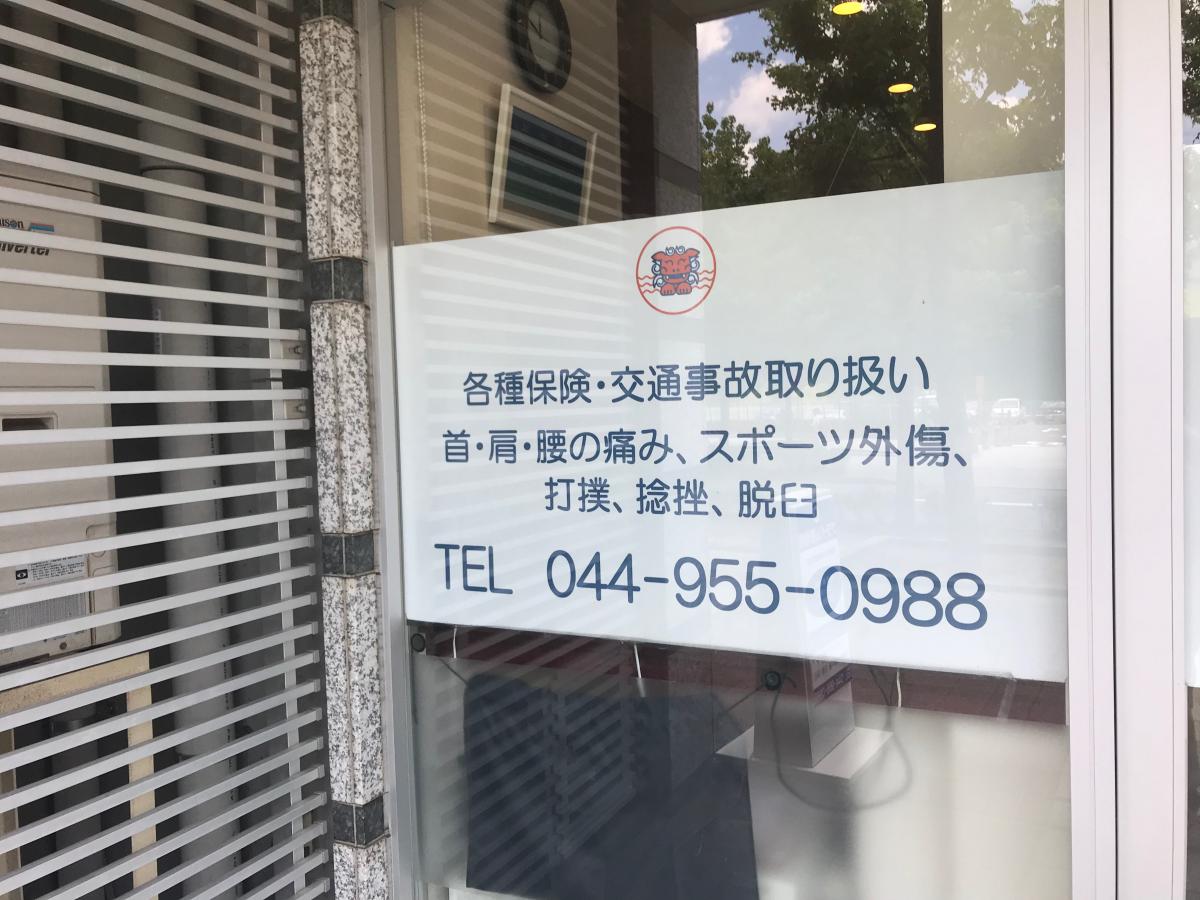 各種保険・交通事故取り扱い
首・肩・腰の痛み、スポーツ外傷、
打撲、捻挫、脱臼
TEL 044-955-0988